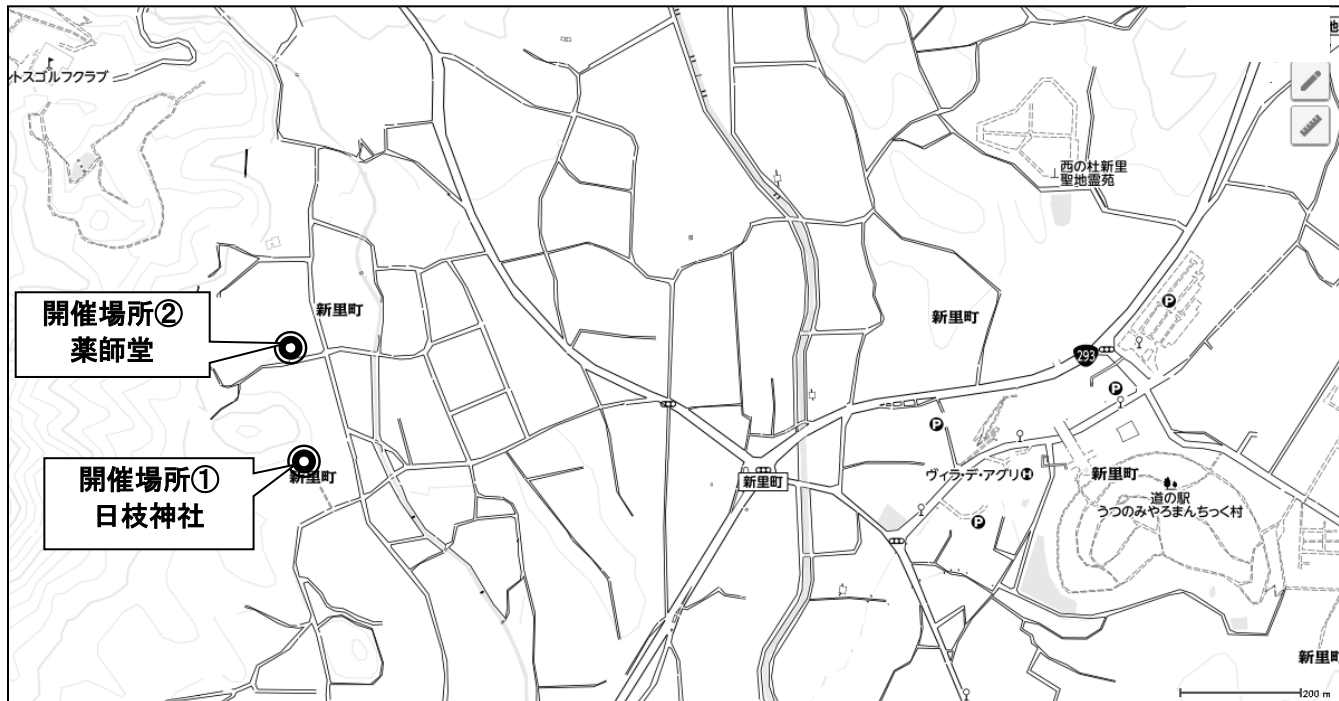 トスゴルフクラブ
西の杜新里
聖地霊苑
P
開催場所②
薬師堂
新里町
新里町
293
P
P
開催場所①
日枝神社
新里町
新里町
ヴィラ・デ・アグリ H
新里町
道の駅
うつのみやろまんちっく村
P
新里町
200 m